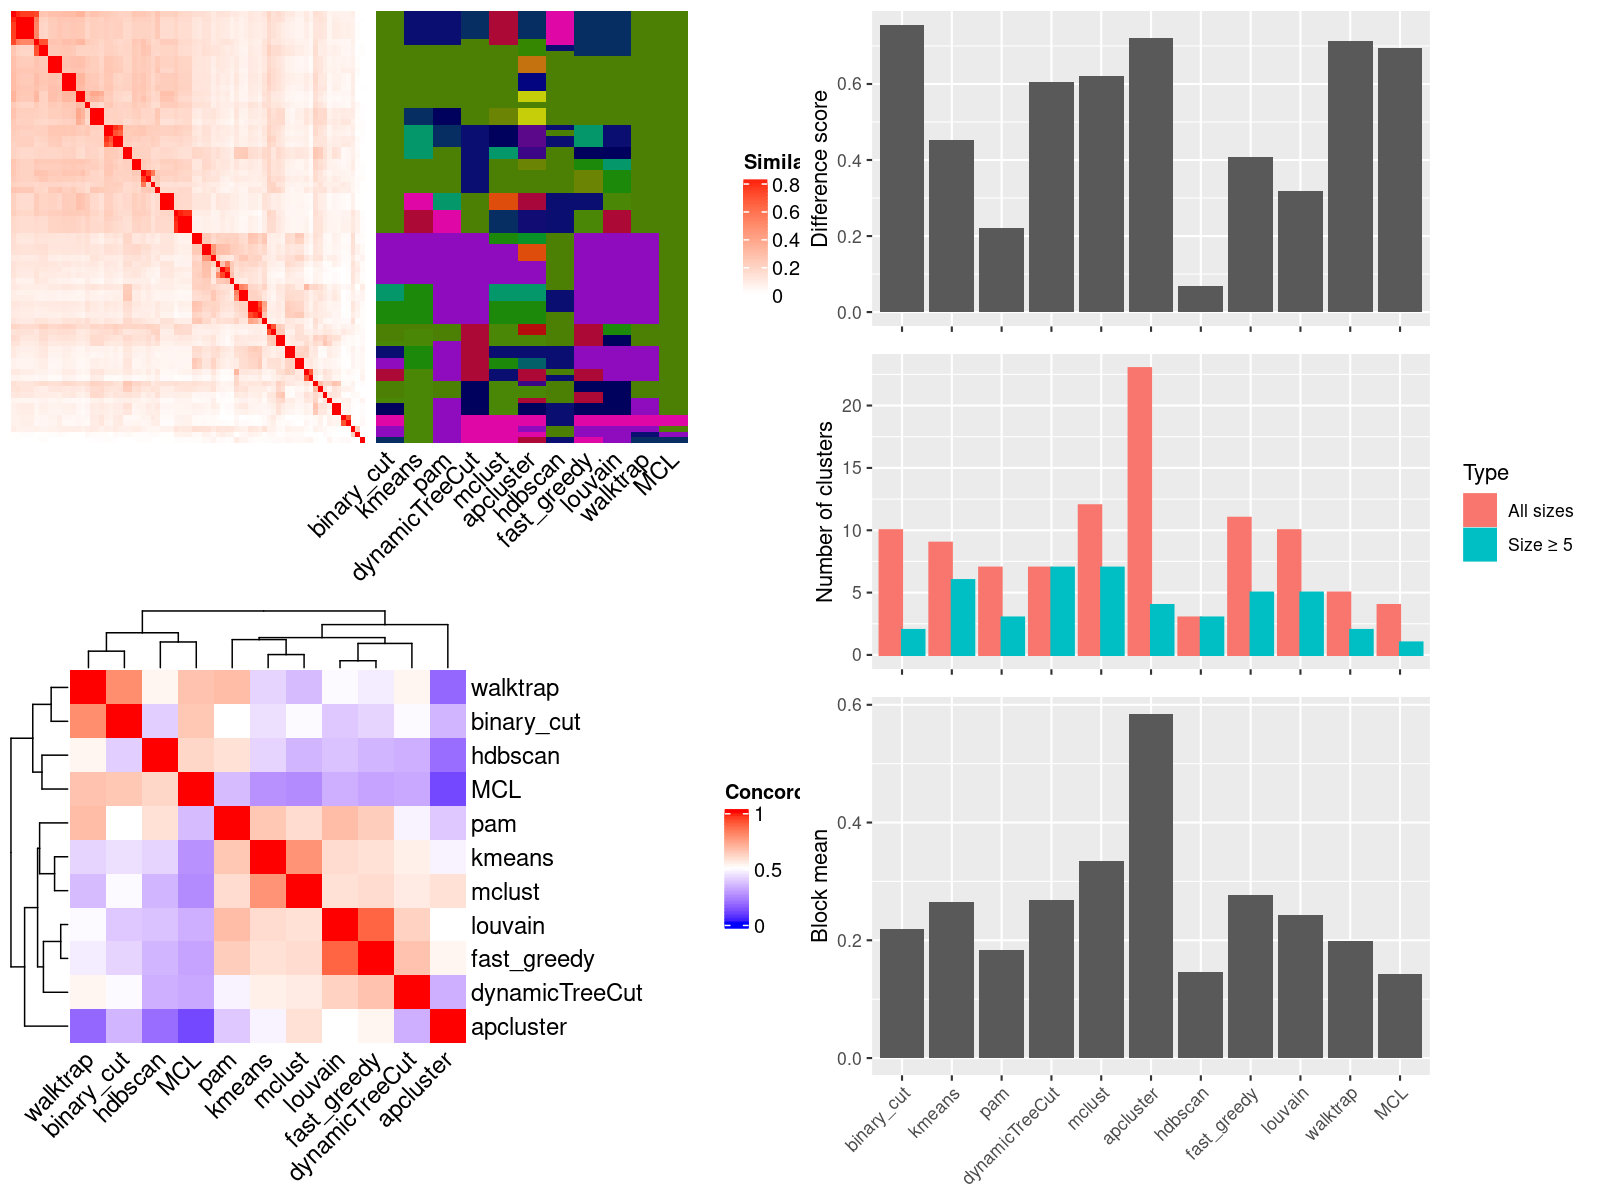 Simila
0.8
0.6
0.4
0.2
0
binary_cut
kmeans
pam
dynamicTreeCut
mclust
apcluster
hdbscan
fast_greedy
louvain
walktrap
MCL
Difference score
0.6
0.4
0.2
0.0
Number of clusters
20
15
10
5
0
Type
All sizes
Size ≥ 5
walktrap
binary_cut
hdbscan
MCL
pam
kmeans
mclust
louvain
fast_greedy
dynamicTreeCut
apcluster
walktrap
binary_cut
hdbscan
MCL
pam
kmeans
mclust
louvain
fast_greedy
dynamicTreeCut
apcluster
Concord
1
0.5
0
Block mean
0.6
0.4
0.2
0.0
binary_cut
kmeans
pam
dynamicTreeCut
mclust
apcluster
hdbscan
fast_greedy
louvain
walktrap
MCL